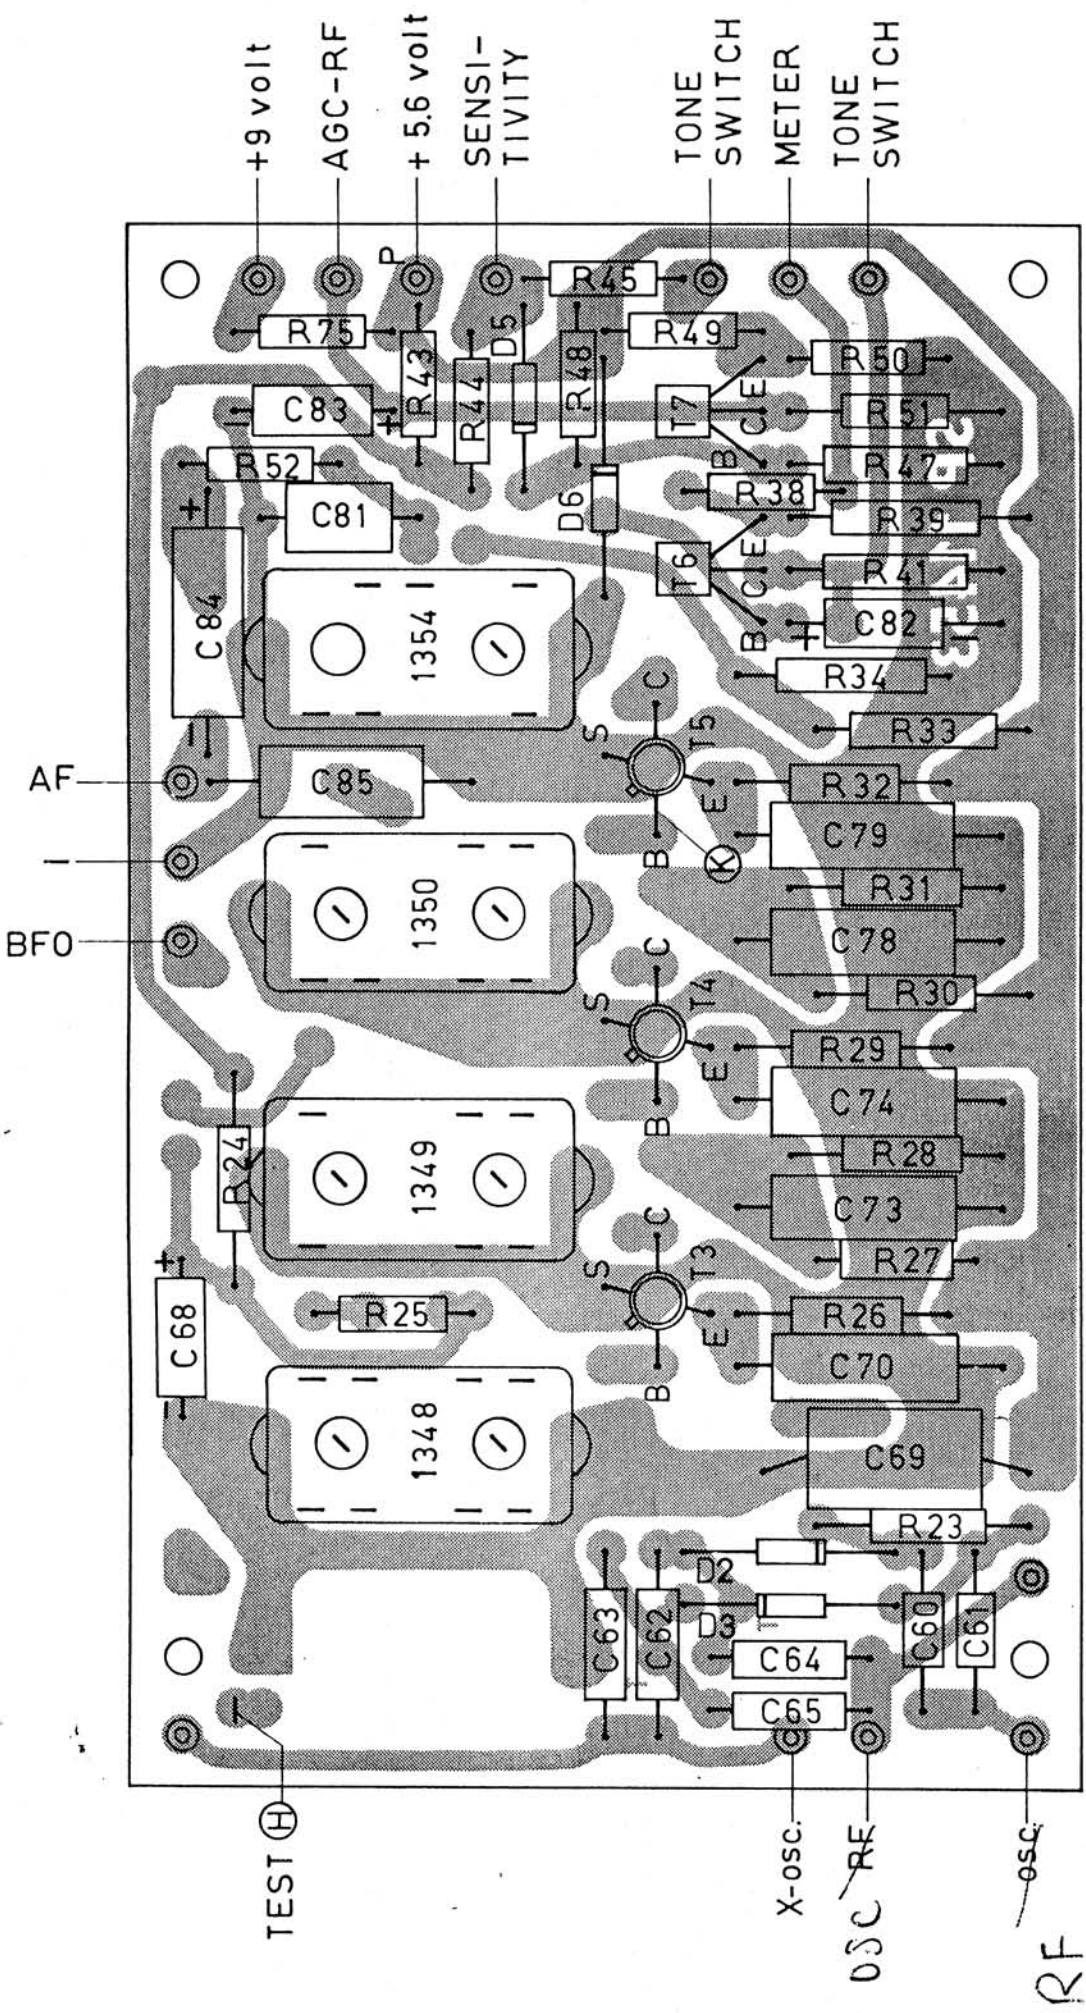 +9 volt
AGC-RF
+5.6 volt
SENSI-
TIVITY
TONE
SWITCH
METER
TONE
SWITCH
P
R75
R43
R44
D5
R48
R45
R49
R50
C83
- +
R51
T7
B C E
R52
R47
R38
D6
C81
R39
T6
B C E
R41
C84
+
-
C82
+
R34
1354
R33
AF
C85
T5
S
C
B
E
R32
C79
K
-
R31
1350
C78
BFO
R30
T4
S
C
B
E
R29
C74
R24
1349
R28
C73
R27
T3
S
C
B
E
C68
+
-
R25
R26
C70
1348
C69
R23
D2
D3
C63
C62
C60
C61
C64
C65
TEST H
X-osc.
RF
OSC
osc.
RF